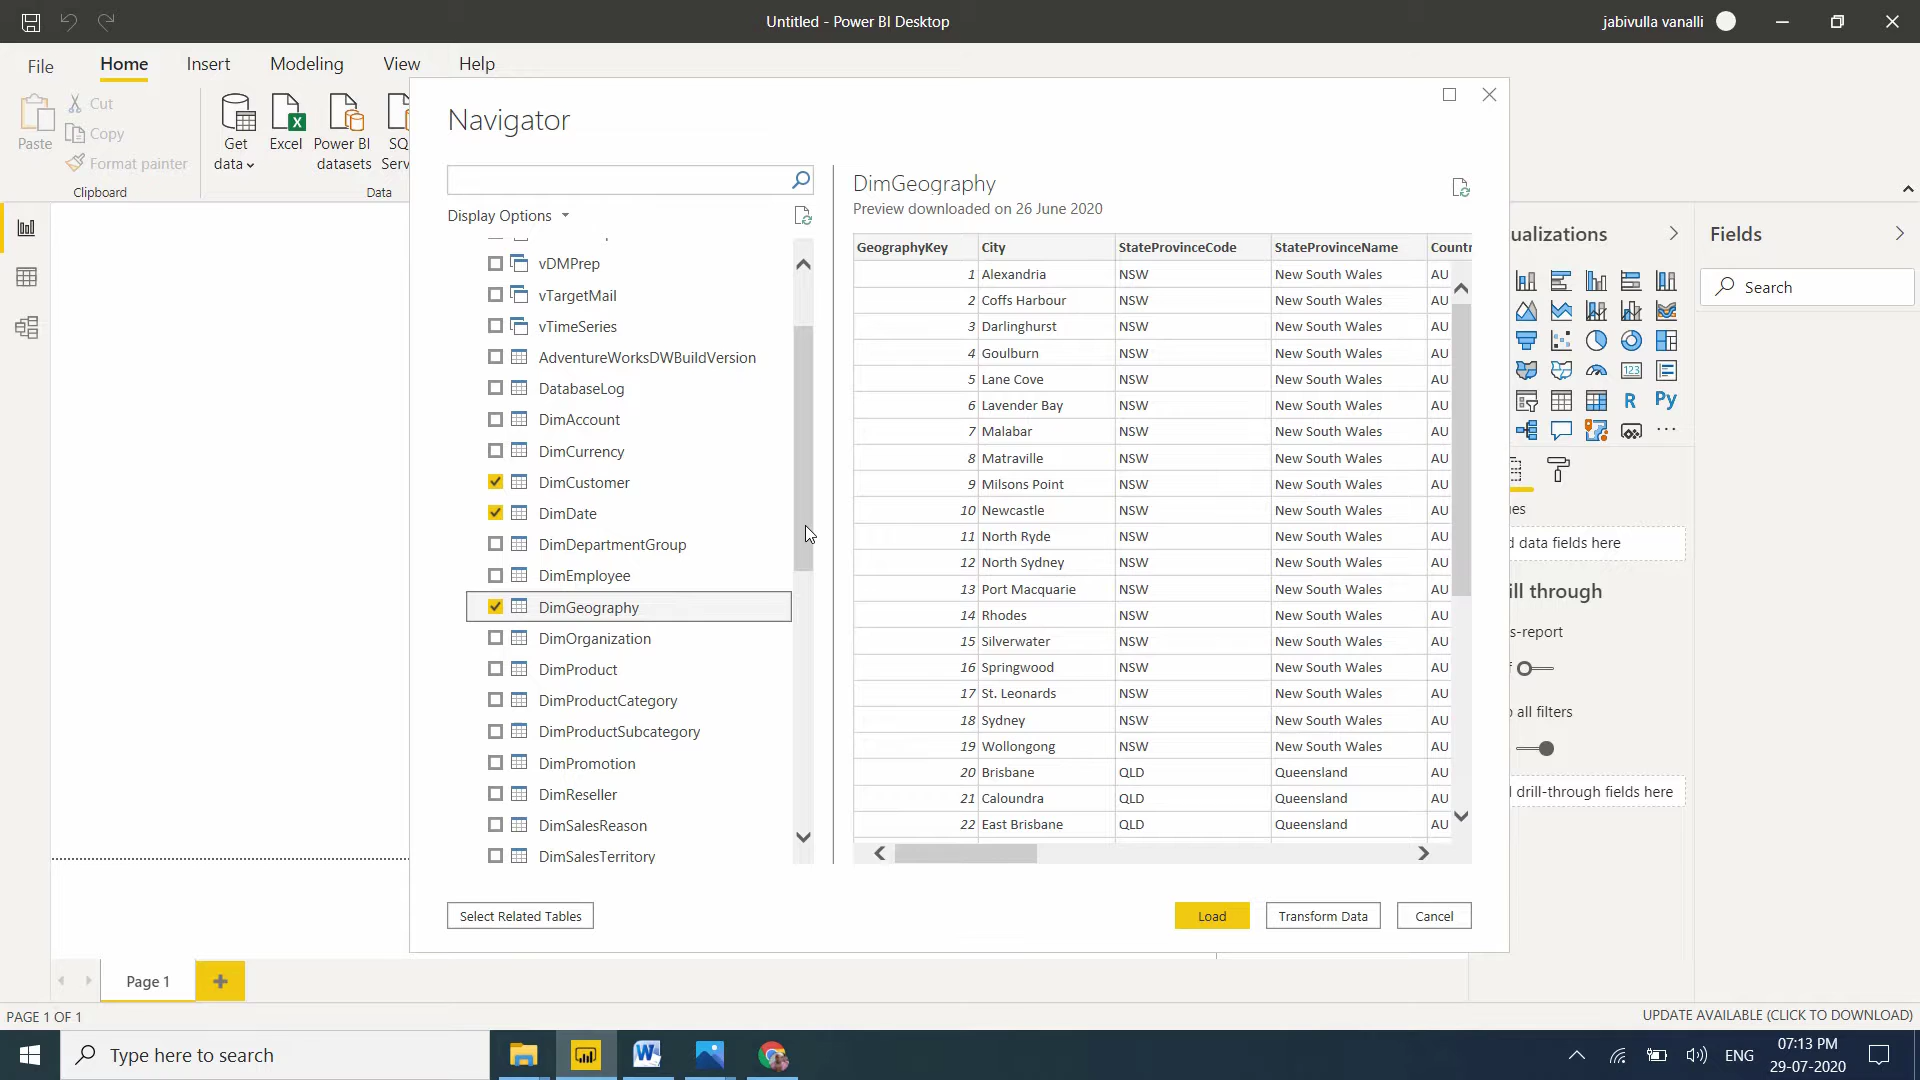 Untitled - Power BI Desktop
jabivulla vanalli
File
Home
Insert
Modeling
View
Help
Paste
Cut
Copy
Format painter
Clipboard
Get data
Excel
Power BI datasets
SQ
Serv
Data
Navigator
Display Options
vDMPrep
vTargetMail
vTimeSeries
AdventureWorksDWBuildVersion
DatabaseLog
DimAccount
DimCurrency
DimCustomer
DimDate
DimDepartmentGroup
DimEmployee
DimGeography
DimOrganization
DimProduct
DimProductCategory
DimProductSubcategory
DimPromotion
DimReseller
DimSalesReason
DimSalesTerritory
DimGeography
Preview downloaded on 26 June 2020
GeographyKey City StateProvinceCode StateProvinceName Countr
1 Alexandria NSW New South Wales AU
2 Coffs Harbour NSW New South Wales AU
3 Darlinghurst NSW New South Wales AU
4 Goulburn NSW New South Wales AU
5 Lane Cove NSW New South Wales AU
6 Lavender Bay NSW New South Wales AU
7 Malabar NSW New South Wales AU
8 Matraville NSW New South Wales AU
9 Milsons Point NSW New South Wales AU
10 Newcastle NSW New South Wales AU
11 North Ryde NSW New South Wales AU
12 North Sydney NSW New South Wales AU
13 Port Macquarie NSW New South Wales AU
14 Rhodes NSW New South Wales AU
15 Silverwater NSW New South Wales AU
16 Springwood NSW New South Wales AU
17 St. Leonards NSW New South Wales AU
18 Sydney NSW New South Wales AU
19 Wollongong NSW New South Wales AU
20 Brisbane QLD Queensland AU
21 Caloundra QLD Queensland AU
22 East Brisbane QLD Queensland AU
Select Related Tables
Load
Transform Data
Cancel
ualizations
R
Py
123
es
d data fields here
ill through
s-report
all filters
drill-through fields here
Fields
Search
Page 1
PAGE 1 OF 1
UPDATE AVAILABLE (CLICK TO DOWNLOAD)
Type here to search
ENG
07:13 PM
29-07-2020